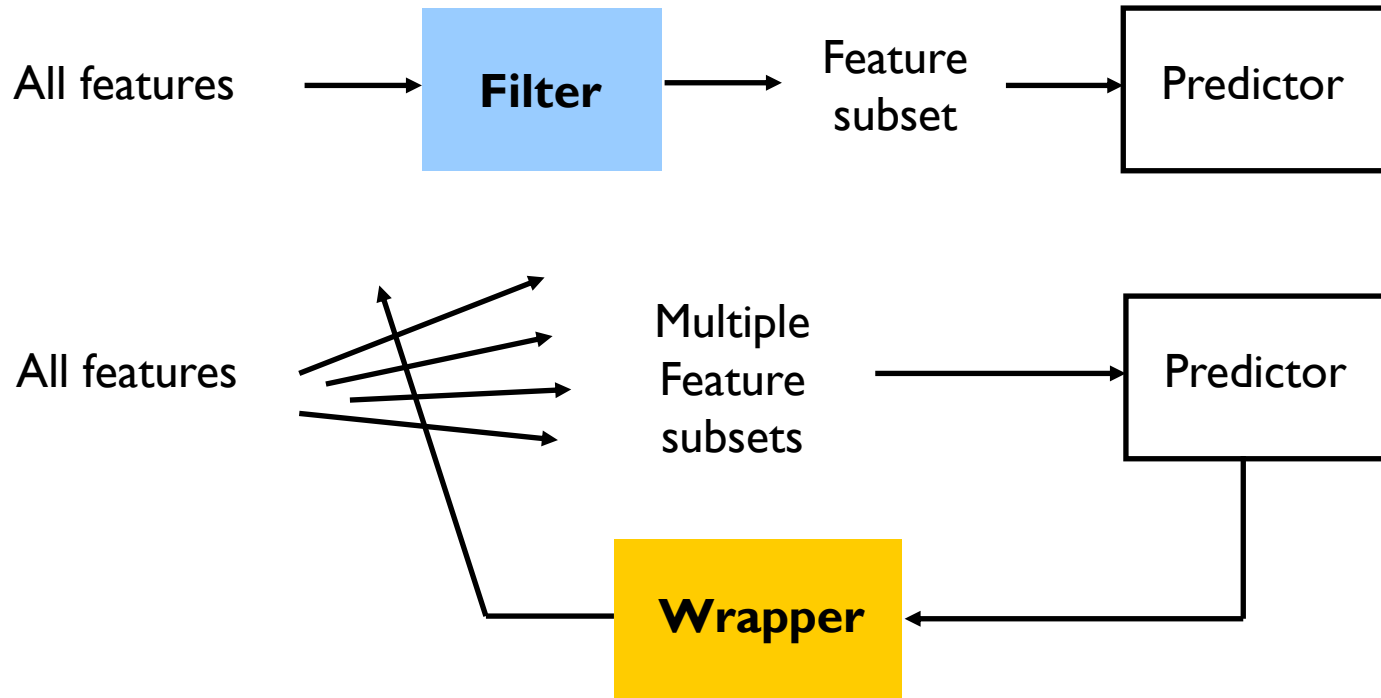 All features
Filter
Feature
subset
Predictor
All features
Multiple
Feature
subsets
Predictor
Wrapper